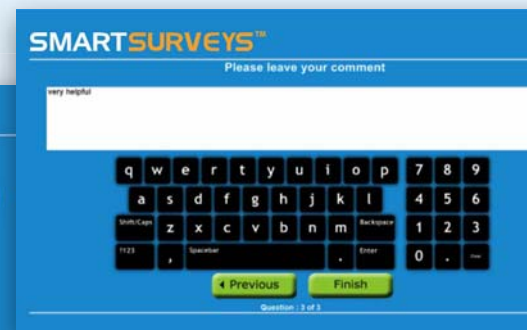 SMARTSURVEYS™
Please leave your comment
very helpful
q w e r t y u i o p 7 8 9
a s d f g h j k l 4 5 6
Shift/Caps z x c v b n m Backspace 1 2 3
?123 , Spacebar . Enter 0 .
Previous Finish
Question : 3 of 3